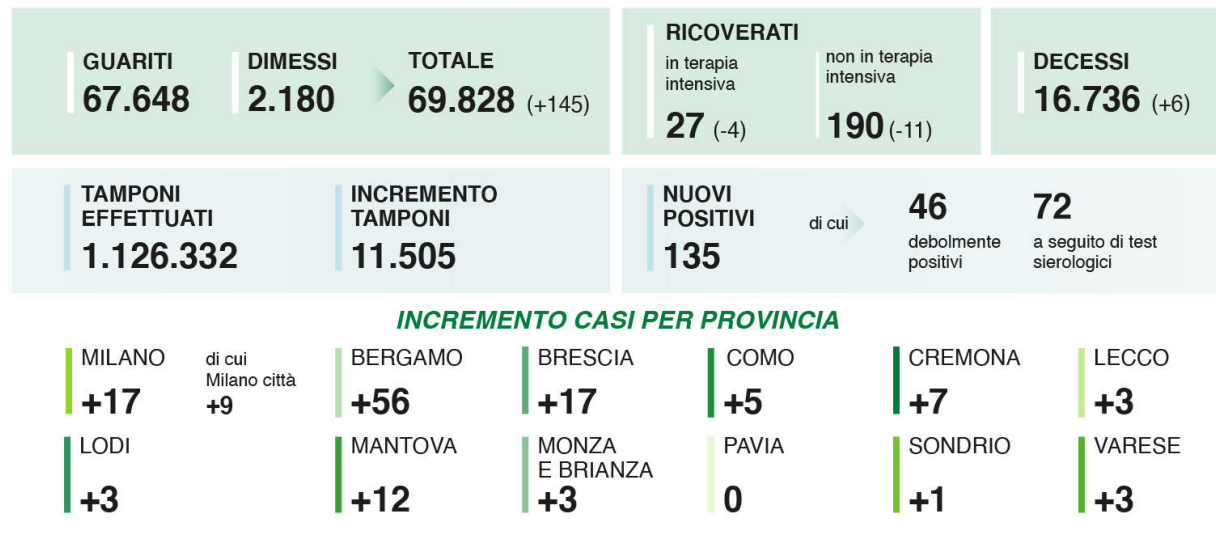 GUARITI
67.648
DIMESSI
2.180
TOTALE
69.828 (+145)
RICOVERATI
in terapia
intensiva
27 (-4)
non in terapia
intensiva
190 (-11)
DECESSI
16.736 (+6)
TAMPONI
EFFETTUATI
1.126.332
INCREMENTO
TAMPONI
11.505
NUOVI
POSITIVI
135
di cui
46
debolmente
positivi
72
a seguito di test
sierologici
INCREMENTO CASI PER PROVINCIA
MILANO
+17
di cui
Milano città
+9
BERGAMO
+56
BRESCIA
+17
COMO
+5
CREMONA
+7
LECCO
+3
LODI
+3
MANTOVA
+12
MONZA
E BRIANZA
+3
PAVIA
0
SONDRIO
+1
VARESE
+3